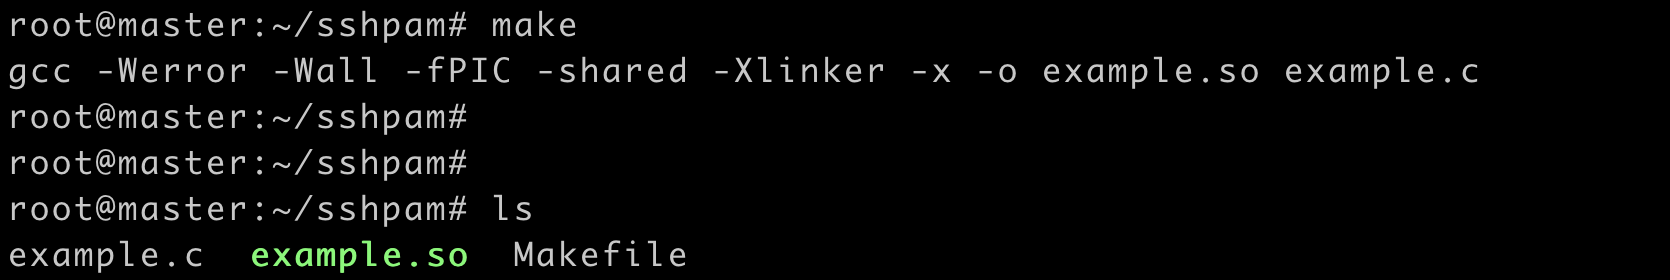 root@master:~/sshpam# make
gcc -Werror -Wall -fPIC -shared -Xlinker -x -o example.so example.c
root@master:~/sshpam#
root@master:~/sshpam#
root@master:~/sshpam# ls
example.c  example.so  Makefile